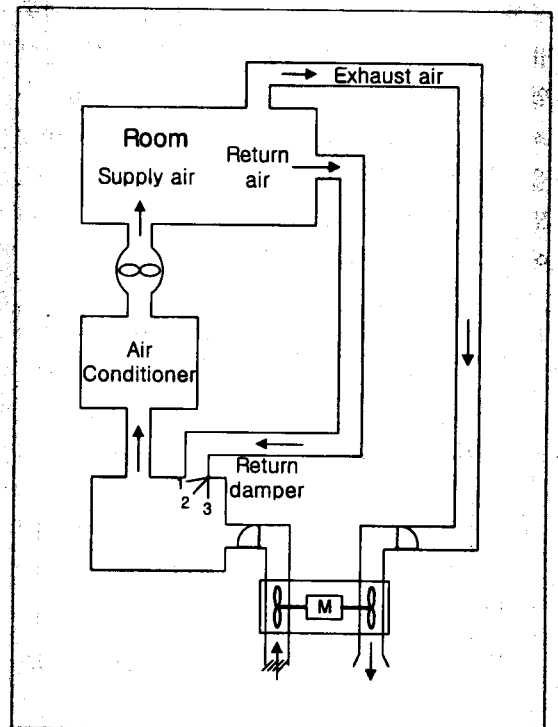 Exhaust air
Room
Supply air
Return
air
Air
Conditioner
Return
damper
1
2
3
M